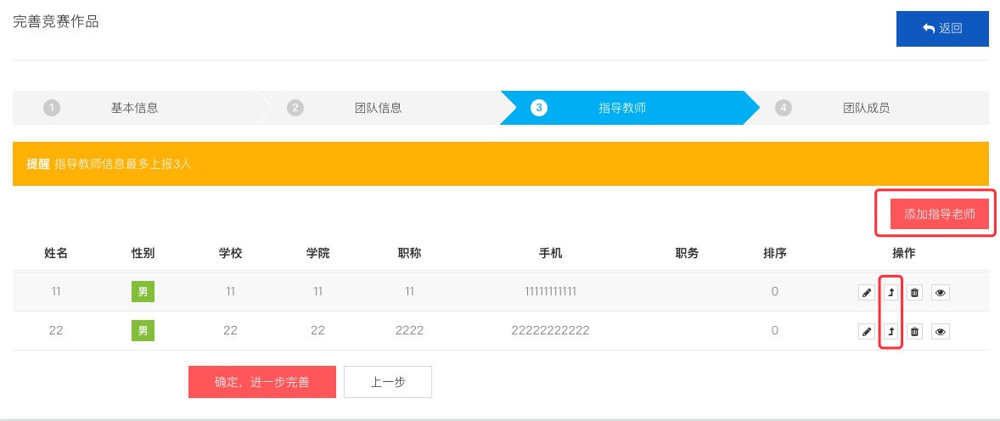 完善竞赛作品
返回
1 基本信息 2 团队信息 3 指导教师 4 团队成员
提醒 指导教师信息最多上报3人
添加指导老师
姓名 性别 学校 学院 职称 手机 职务 排序 操作
11 男 11 11 11 11111111111 0
22 男 22 22 2222 22222222222 0
确定，进一步完善 上一步